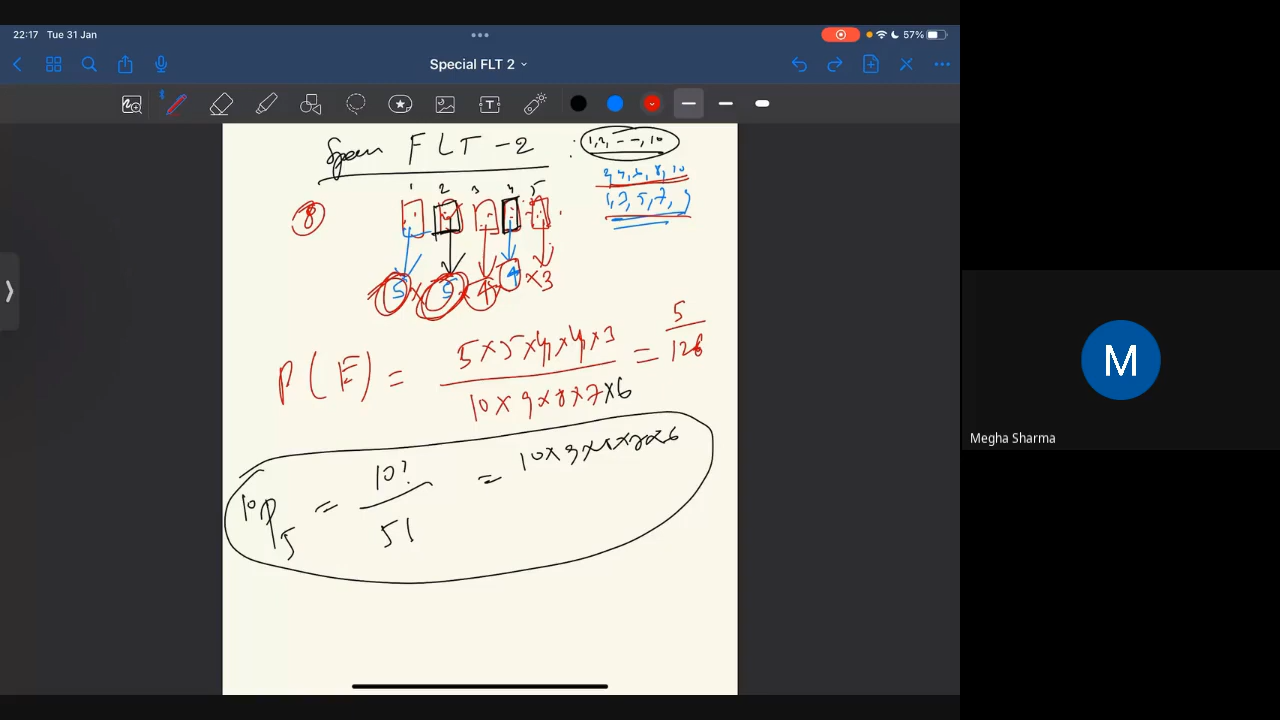 22:17 Tue 31 Jan
57%
Special FLT 2
T
FLT - 2 : 1, 2, - - , 10
2, 4, 6, 8, 10
1, 3, 5, 7, 9
8
1 2 3 4 5
5 × 5 × 4 4 × 3
P(E) = 5×5×4×4×3 / 10×9×8×7×6 = 5 / 126
10P5 = 10! / 5! = 10×9×8×7×6
M
Megha Sharma